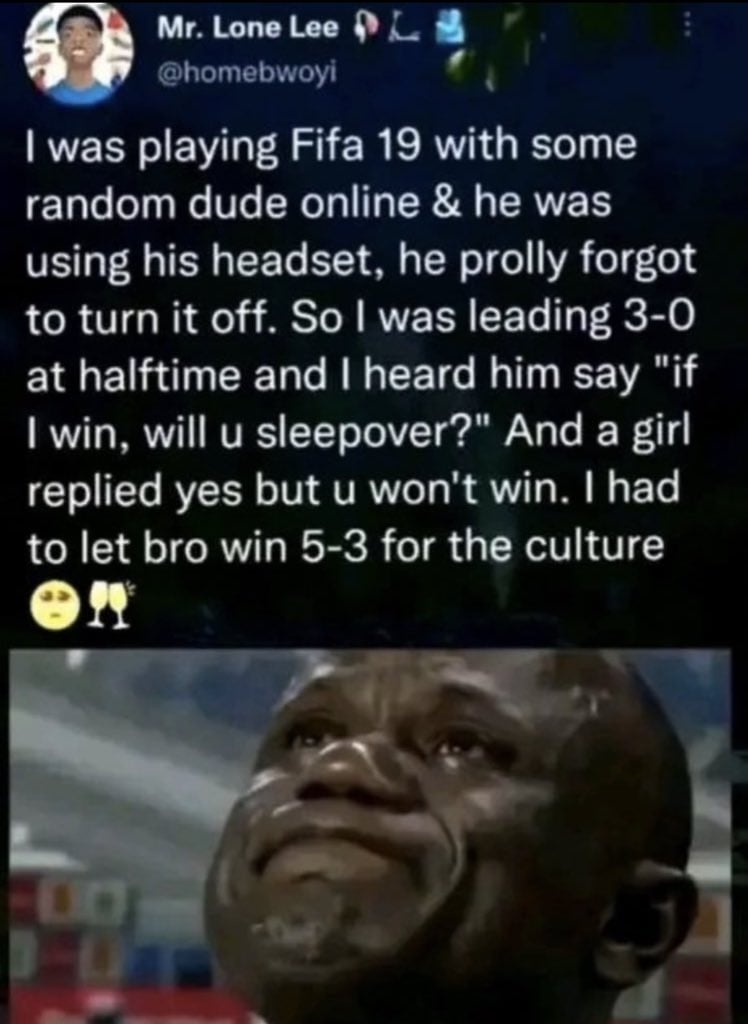 Mr. Lone Lee
@homebwoyi
I was playing Fifa 19 with some
random dude online & he was
using his headset, he prolly forgot
to turn it off. So I was leading 3-0
at halftime and I heard him say "if
I win, will u sleepover?" And a girl
replied yes but u won't win. I had
to let bro win 5-3 for the culture
🥺🥂